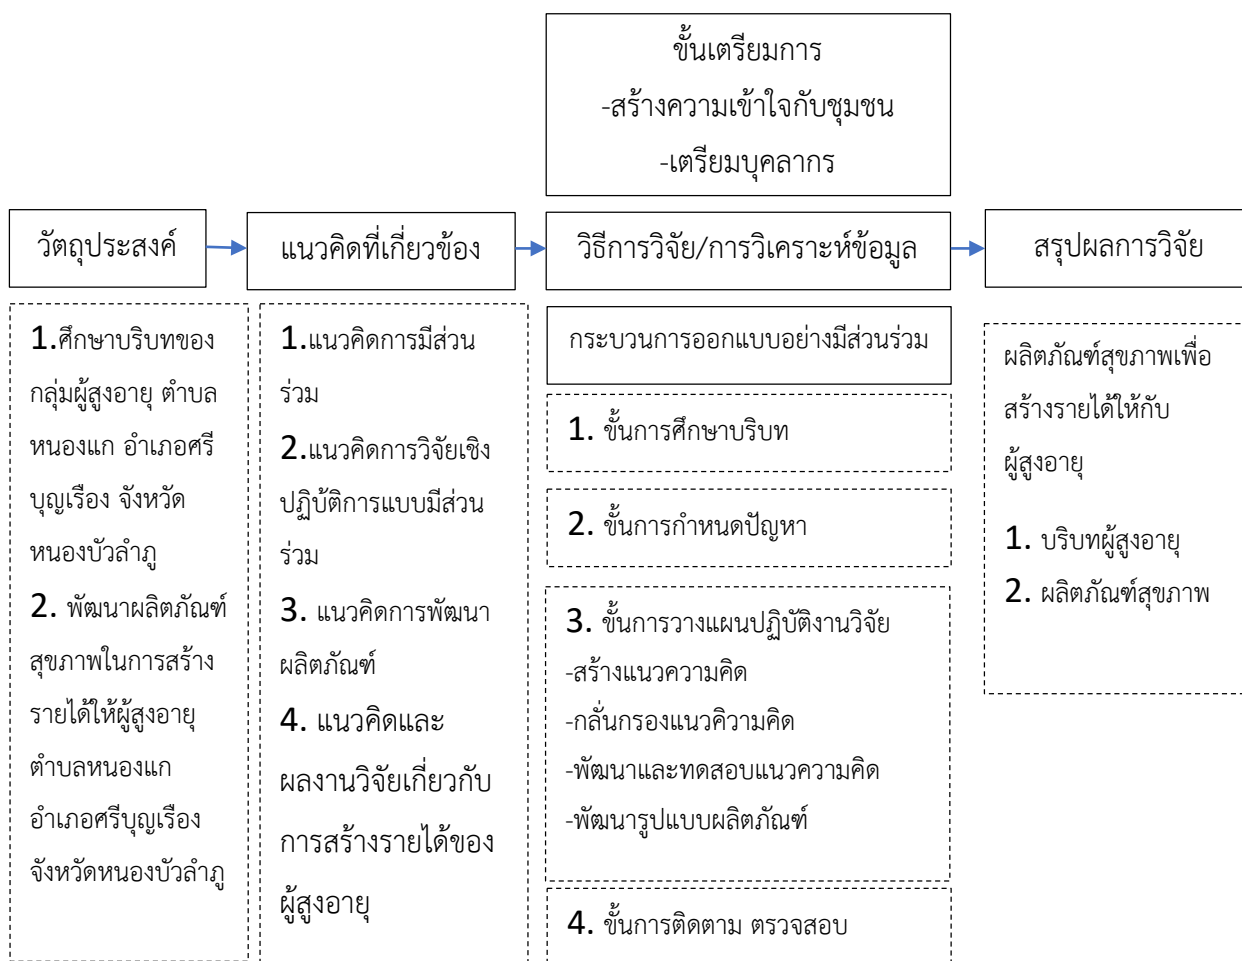 ขั้นเตรียมการ
-สร้างความเข้าใจกับชุมชน
-เตรียมบุคลากร
วัตถุประสงค์
แนวคิดที่เกี่ยวข้อง
วิธีการวิจัย/การวิเคราะห์ข้อมูล
สรุปผลการวิจัย
1.ศึกษาบริบทของ
กลุ่มผู้สูงอายุ ตำบล
หนองแก อำเภอศรี
บุญเรือง จังหวัด
หนองบัวลำภู
2. พัฒนาผลิตภัณฑ์
สุขภาพในการสร้าง
รายได้ให้ผู้สูงอายุ
ตำบลหนองแก
อำเภอศรีบุญเรือง
จังหวัดหนองบัวลำภู
1.แนวคิดการมีส่วน
ร่วม
2.แนวคิดการวิจัยเชิง
ปฏิบัติการแบบมีส่วน
ร่วม
3. แนวคิดการพัฒนา
ผลิตภัณฑ์
4. แนวคิดและ
ผลงานวิจัยเกี่ยวกับ
การสร้างรายได้ของ
ผู้สูงอายุ
กระบวนการออกแบบอย่างมีส่วนร่วม
1. ขั้นการศึกษาบริบท
2. ขั้นการกำหนดปัญหา
3. ขั้นการวางแผนปฏิบัติงานวิจัย
-สร้างแนวความคิด
-กลั่นกรองแนวคิวามคิด
-พัฒนาและทดสอบแนวความคิด
-พัฒนารูปแบบผลิตภัณฑ์
4. ขั้นการติดตาม ตรวจสอบ
ผลิตภัณฑ์สุขภาพเพื่อ
สร้างรายได้ให้กับ
ผู้สูงอายุ
1. บริบทผู้สูงอายุ
2. ผลิตภัณฑ์สุขภาพ